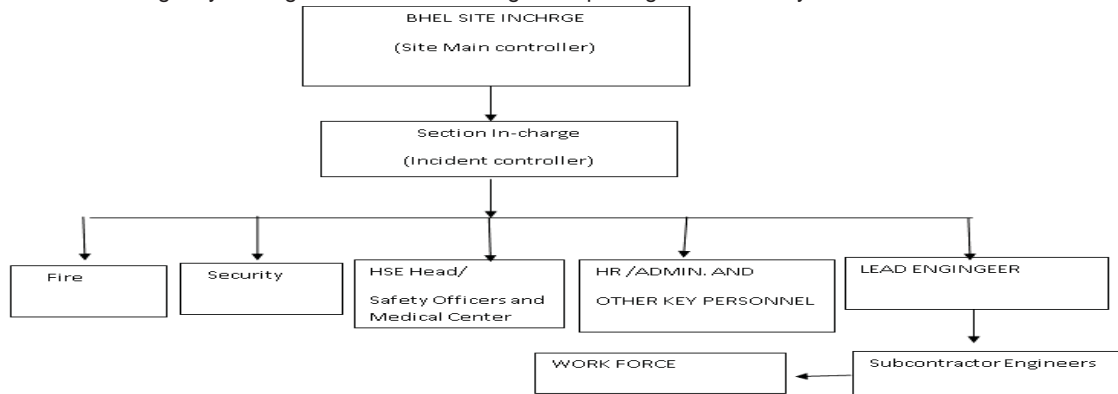 BHEL SITE INCHRGE
(Site Main controller)
Section In-charge
(Incident controller)
Fire
Security
HSE Head/
Safety Officers and
Medical Center
HR /ADMIN. AND
OTHER KEY PERSONNEL
LEAD ENGINGEER
Subcontractor Engineers
WORK FORCE